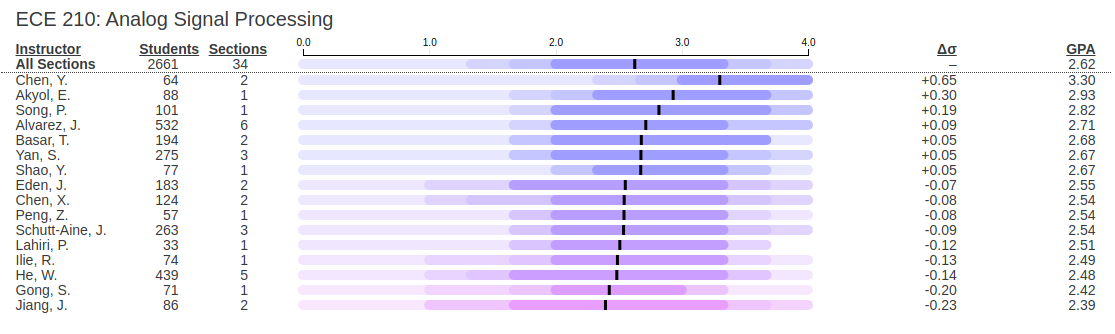 ECE 210: Analog Signal Processing
Instructor Students Sections 0.0 1.0 2.0 3.0 4.0 Δσ GPA
All Sections 2661 34 – 2.62
Chen, Y. 64 2 +0.65 3.30
Akyol, E. 88 1 +0.30 2.93
Song, P. 101 1 +0.19 2.82
Alvarez, J. 532 6 +0.09 2.71
Basar, T. 194 2 +0.05 2.68
Yan, S. 275 3 +0.05 2.67
Shao, Y. 77 1 +0.05 2.67
Eden, J. 183 2 -0.07 2.55
Chen, X. 124 2 -0.08 2.54
Peng, Z. 57 1 -0.08 2.54
Schutt-Aine, J. 263 3 -0.09 2.54
Lahiri, P. 33 1 -0.12 2.51
Ilie, R. 74 1 -0.13 2.49
He, W. 439 5 -0.14 2.48
Gong, S. 71 1 -0.20 2.42
Jiang, J. 86 2 -0.23 2.39